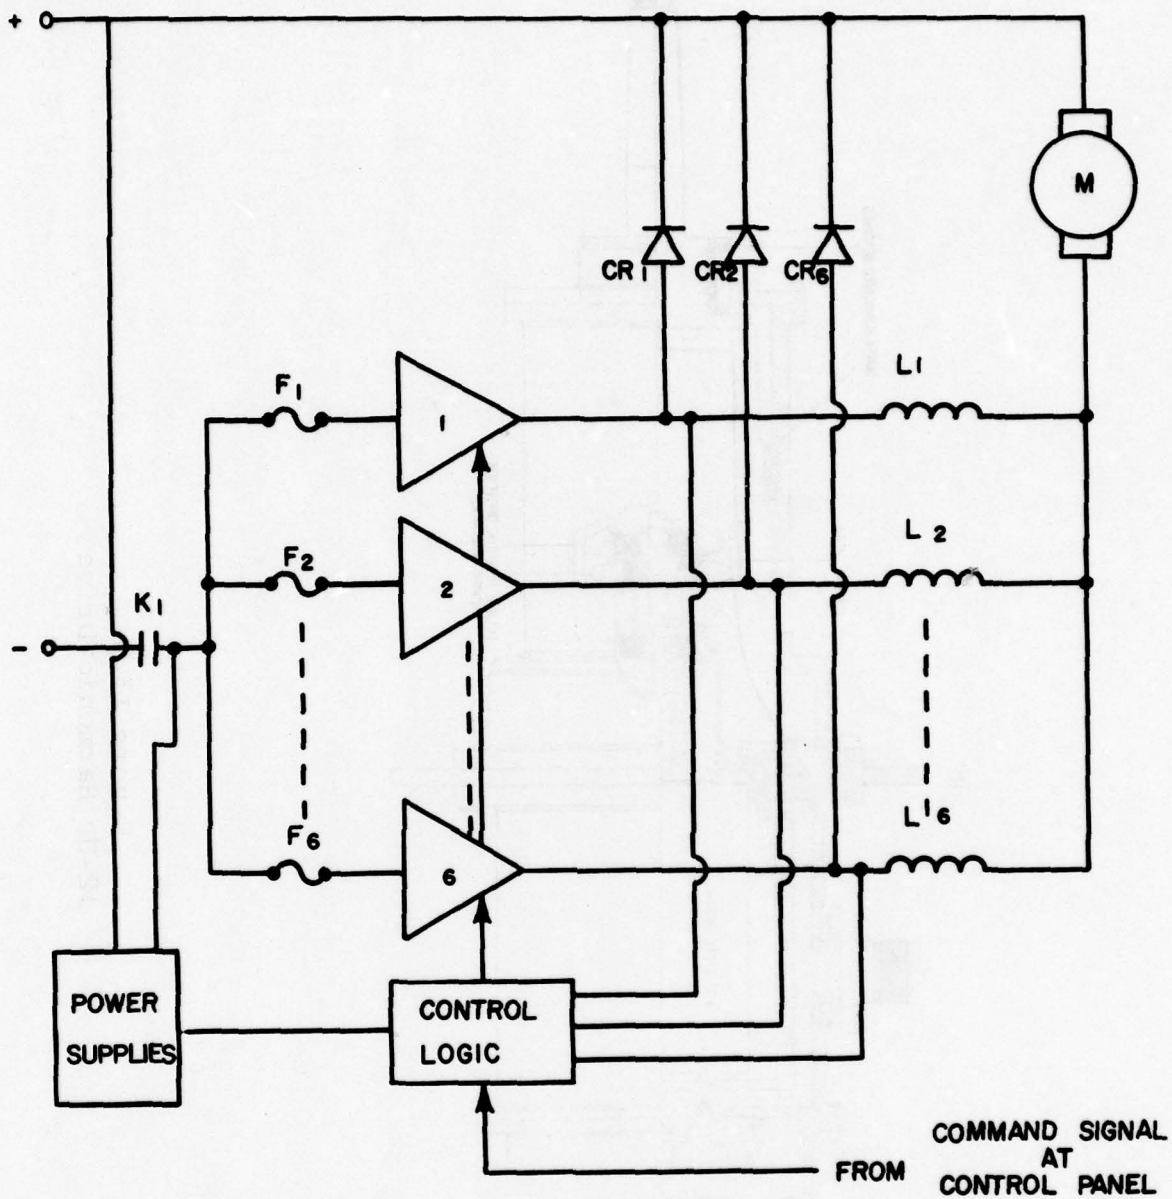 +
M
CR1
CR2
CR6
L1
F1
1
L2
F2
2
K1
-
L6
F6
6
POWER
SUPPLIES
CONTROL
LOGIC
FROM
COMMAND SIGNAL
AT
CONTROL PANEL